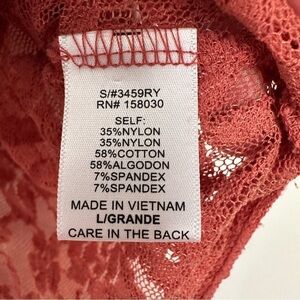 S/#3459RY
RN# 158030
SELF:
35%NYLON
35%NYLON
58%COTTON
58%ALGODON
7%SPANDEX
7%SPANDEX
MADE IN VIETNAM
L/GRANDE
CARE IN THE BACK